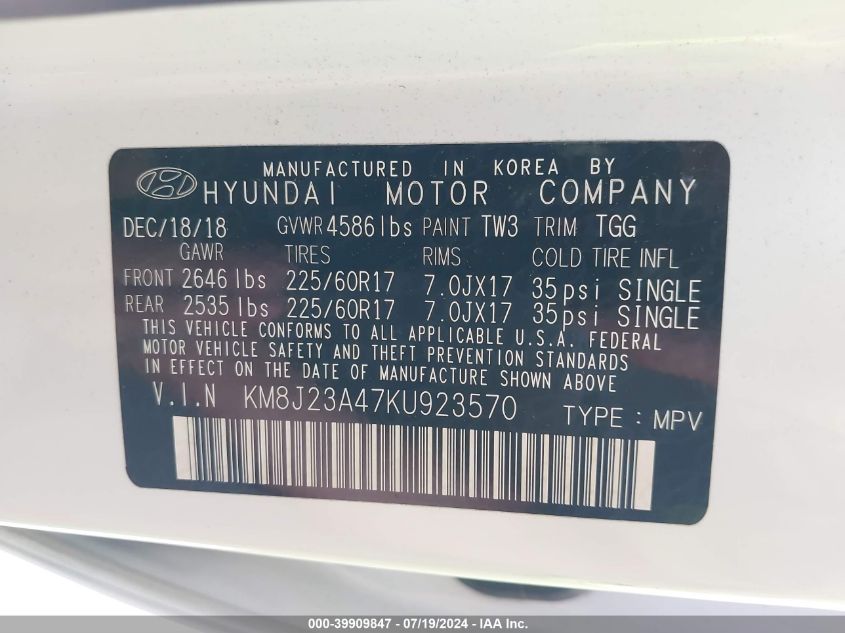 MANUFACTURED IN KOREA BY
HYUNDAI MOTOR COMPANY
DEC/18/18 GVWR 4586 lbs PAINT TW3 TRIM TGG
GAWR TIRES RIMS COLD TIRE INFL
FRONT 2646 lbs 225/60R17 7.0JX17 35 psi SINGLE
REAR 2535 lbs 225/60R17 7.0JX17 35 psi SINGLE
THIS VEHICLE CONFORMS TO ALL APPLICABLE U.S.A. FEDERAL
MOTOR VEHICLE SAFETY AND THEFT PREVENTION STANDARDS
IN EFFECT ON THE DATE OF MANUFACTURE SHOWN ABOVE
V.I.N KM8J23A47KU923570 TYPE : MPV
000-39909847 / 07/19/2024 - IAA Inc.